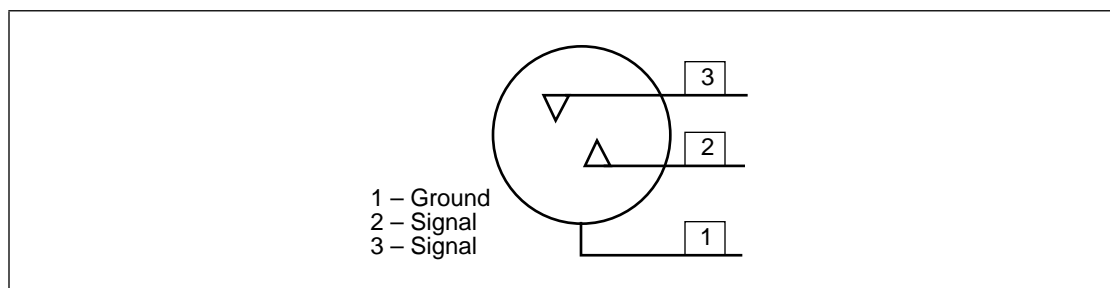 3
2
1 – Ground
2 – Signal
3 – Signal
1